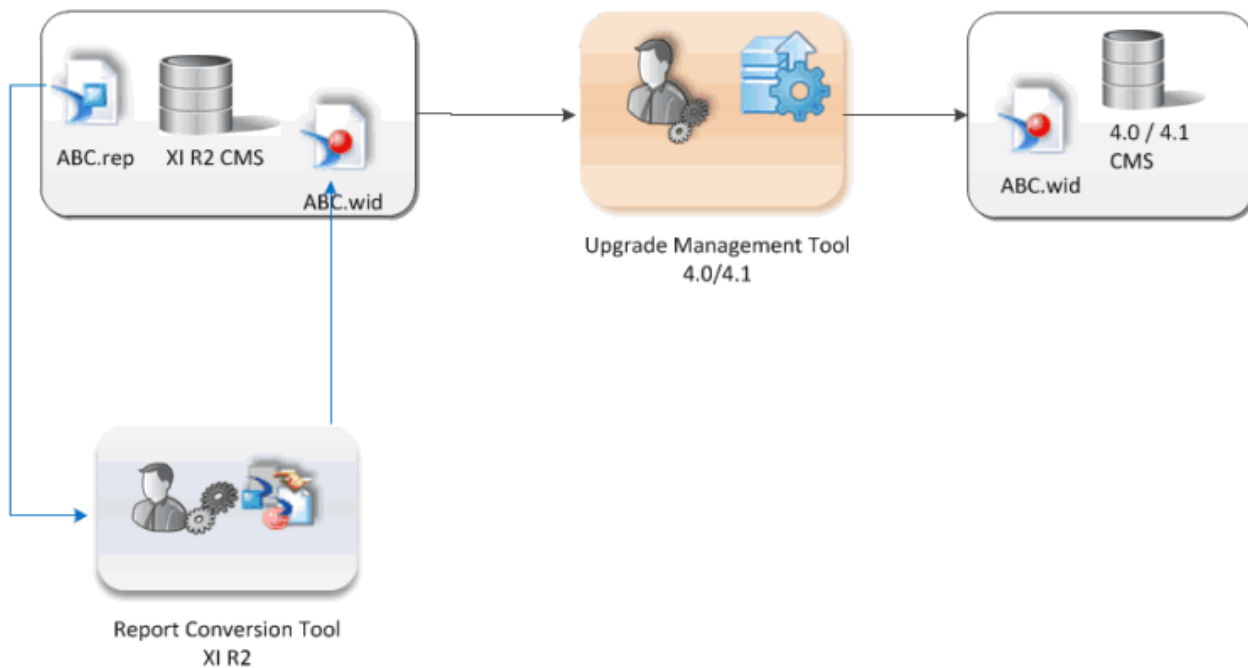 ABC.rep
XI R2 CMS
ABC.wid
Upgrade Management Tool
4.0/4.1
4.0 / 4.1
CMS
ABC.wid
Report Conversion Tool
XI R2